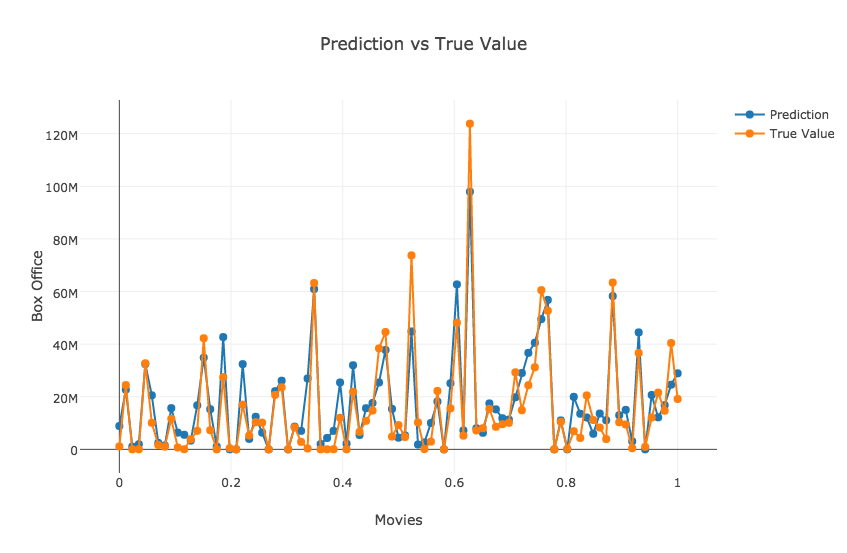 Prediction vs True Value
Prediction
True Value
120M
100M
80M
60M
40M
20M
0
Box Office
0
0.2
0.4
0.6
0.8
1
Movies